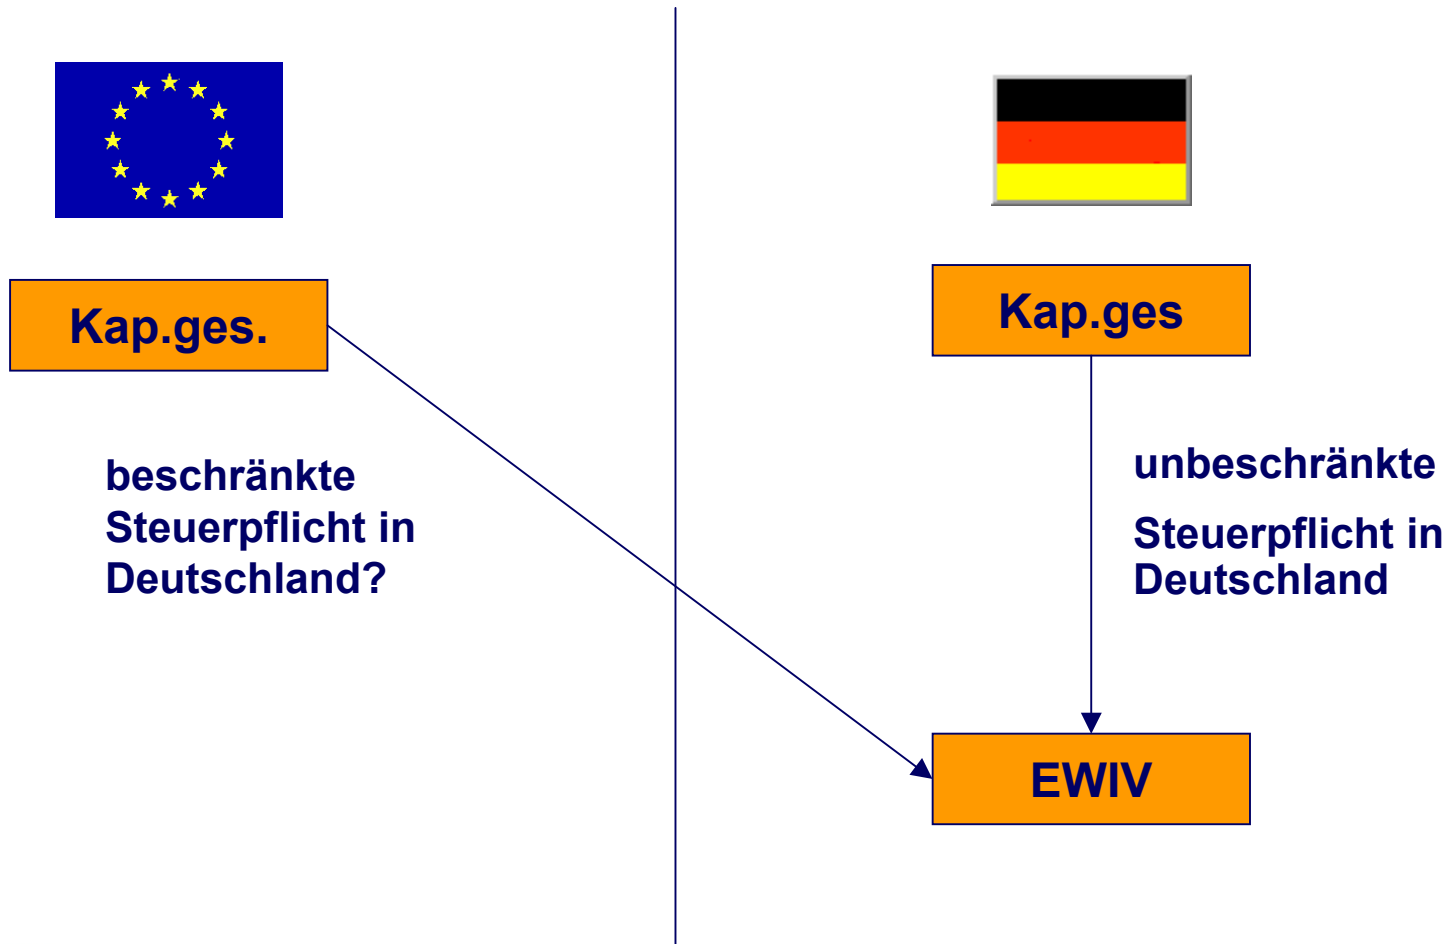 Kap.ges.
Kap.ges
beschränkte
Steuerpflicht in
Deutschland?
unbeschränkte
Steuerpflicht in
Deutschland
EWIV